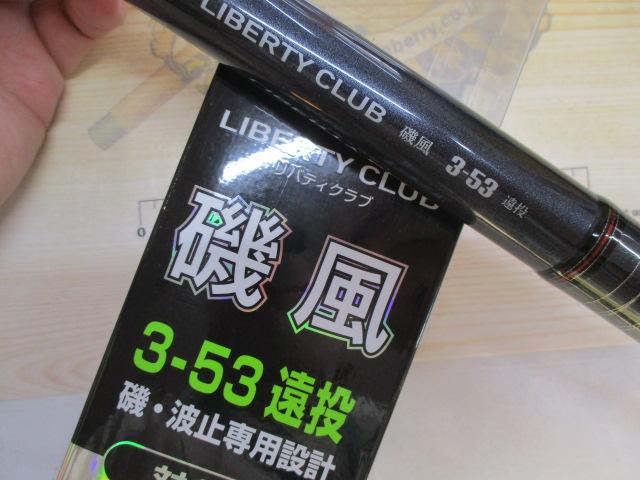 LIBERTY CLUB 磯風 3-53 遠投
LIBERTY CLUB
リバティクラブ
磯風
3-53 遠投
磯・波止専用設計